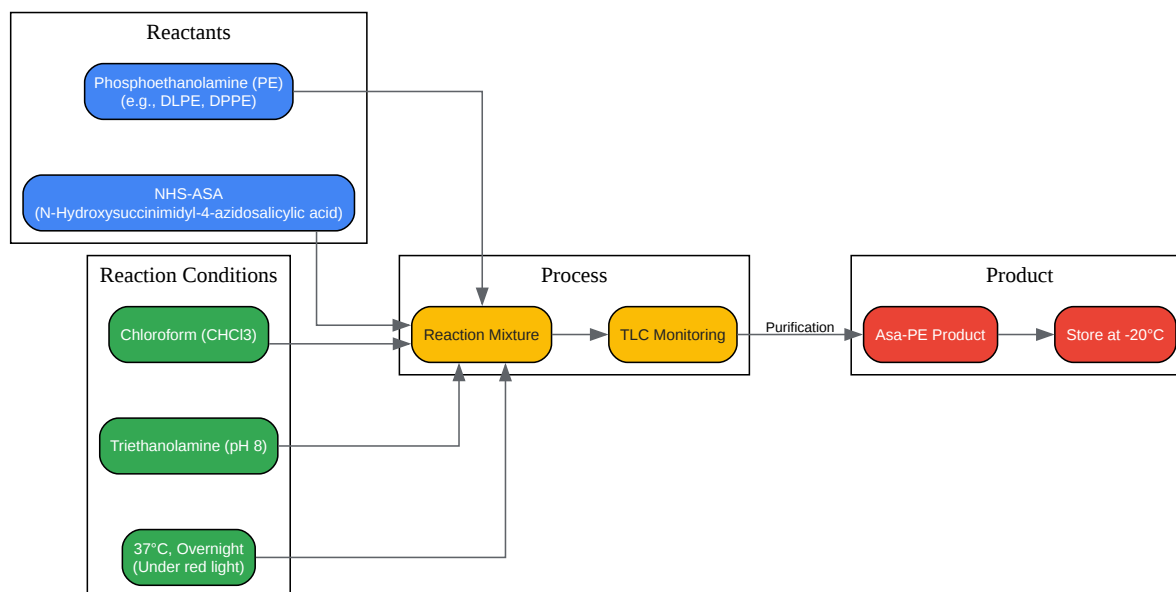 Reactants
Phosphoethanolamine (PE)
(e.g., DLPE, DPPE)
NHS-ASA
(N-Hydroxysuccinimidyl-4-azidosalicylic acid)
Reaction Conditions
Chloroform (CHCl3)
Triethanolamine (pH 8)
37°C, Overnight
(Under red light)
Process
Reaction Mixture
TLC Monitoring
Purification
Product
Asa-PE Product
Store at -20°C